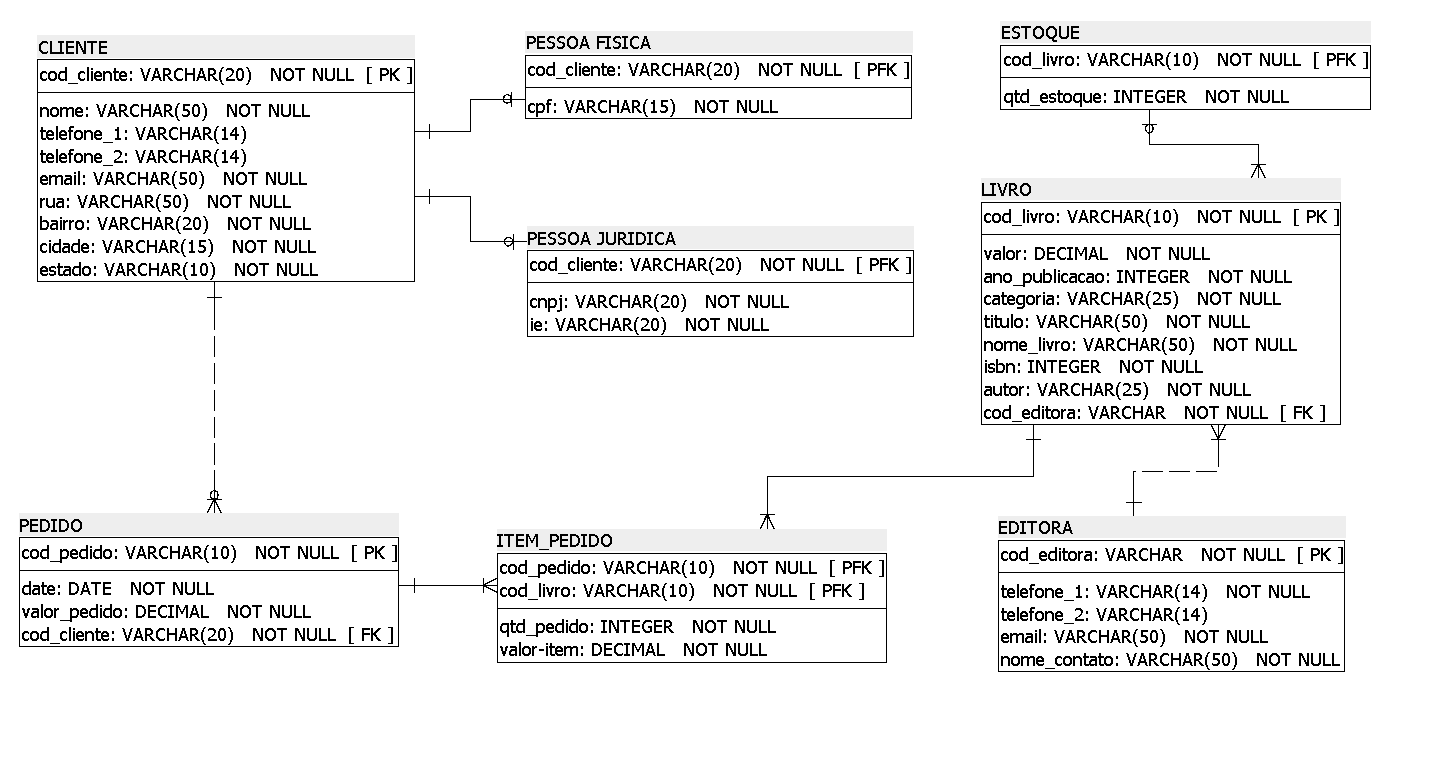 CLIENTE
cod_cliente: VARCHAR(20) NOT NULL [ PK ]
nome: VARCHAR(50) NOT NULL
telefone_1: VARCHAR(14)
telefone_2: VARCHAR(14)
email: VARCHAR(50) NOT NULL
rua: VARCHAR(50) NOT NULL
bairro: VARCHAR(20) NOT NULL
cidade: VARCHAR(15) NOT NULL
estado: VARCHAR(10) NOT NULL
PESSOA FISICA
cod_cliente: VARCHAR(20) NOT NULL [ PFK ]
cpf: VARCHAR(15) NOT NULL
PESSOA JURIDICA
cod_cliente: VARCHAR(20) NOT NULL [ PFK ]
cnpj: VARCHAR(20) NOT NULL
ie: VARCHAR(20) NOT NULL
ESTOQUE
cod_livro: VARCHAR(10) NOT NULL [ PFK ]
qtd_estoque: INTEGER NOT NULL
LIVRO
cod_livro: VARCHAR(10) NOT NULL [ PK ]
valor: DECIMAL NOT NULL
ano_publicacao: INTEGER NOT NULL
categoria: VARCHAR(25) NOT NULL
titulo: VARCHAR(50) NOT NULL
nome_livro: VARCHAR(50) NOT NULL
isbn: INTEGER NOT NULL
autor: VARCHAR(25) NOT NULL
cod_editora: VARCHAR NOT NULL [ FK ]
PEDIDO
cod_pedido: VARCHAR(10) NOT NULL [ PK ]
date: DATE NOT NULL
valor_pedido: DECIMAL NOT NULL
cod_cliente: VARCHAR(20) NOT NULL [ FK ]
ITEM_PEDIDO
cod_pedido: VARCHAR(10) NOT NULL [ PFK ]
cod_livro: VARCHAR(10) NOT NULL [ PFK ]
qtd_pedido: INTEGER NOT NULL
valor-item: DECIMAL NOT NULL
EDITORA
cod_editora: VARCHAR NOT NULL [ PK ]
telefone_1: VARCHAR(14) NOT NULL
telefone_2: VARCHAR(14)
email: VARCHAR(50) NOT NULL
nome_contato: VARCHAR(50) NOT NULL